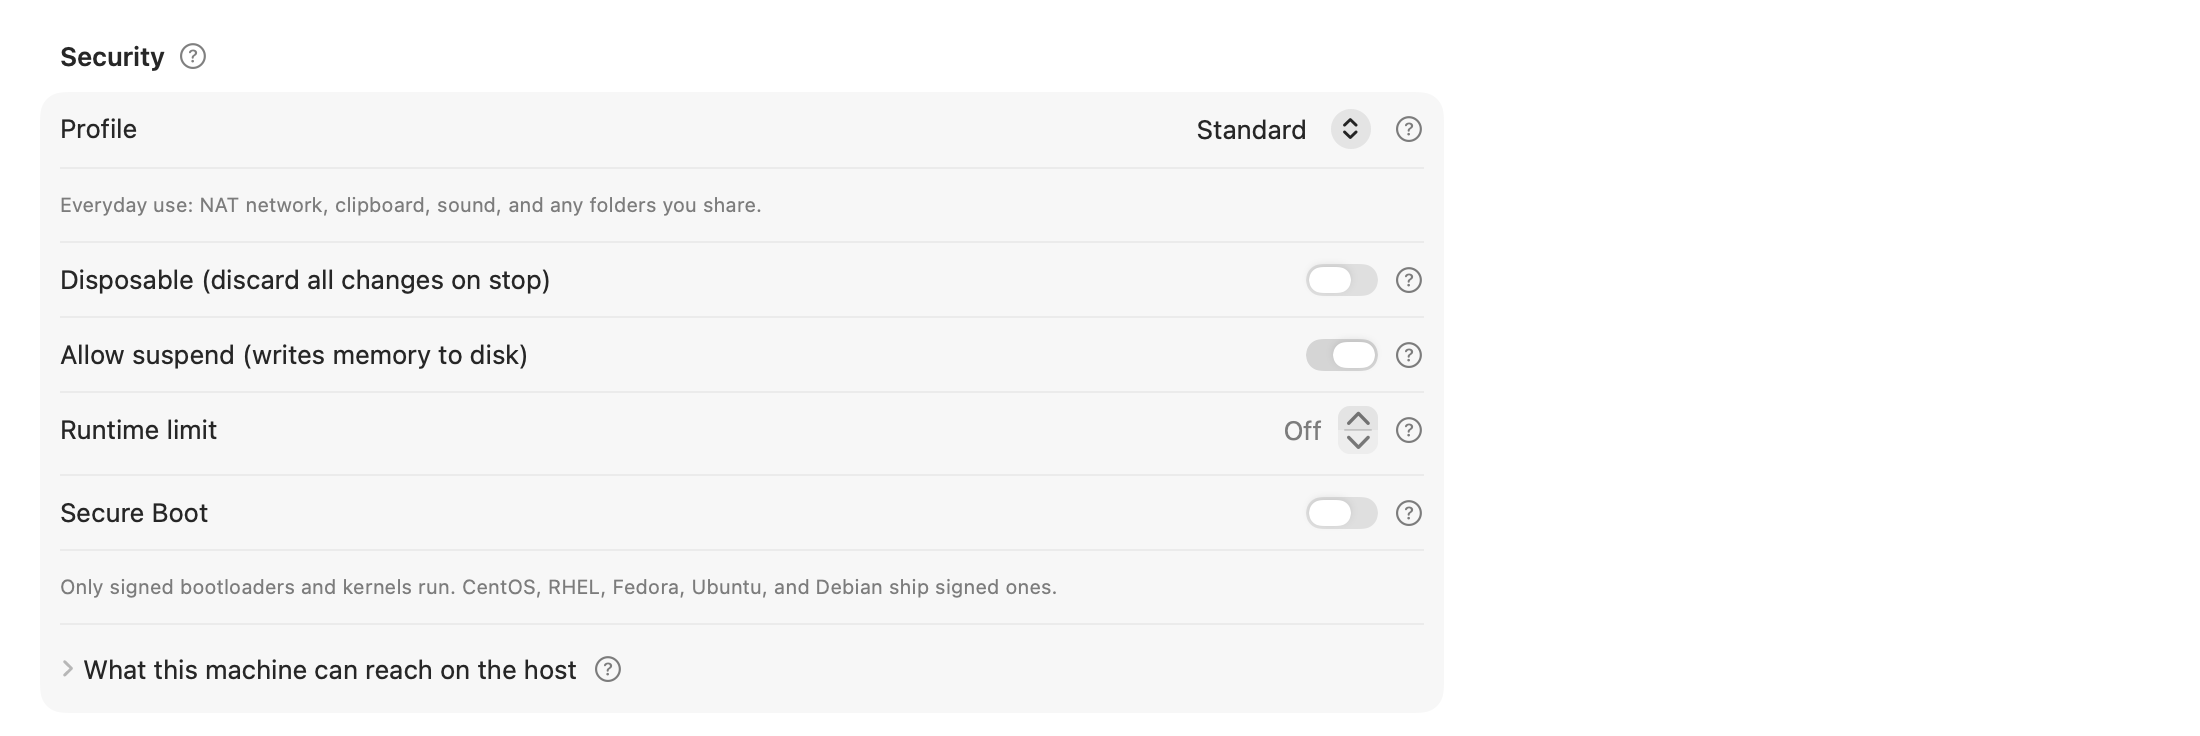 Security
Profile Standard
Everyday use: NAT network, clipboard, sound, and any folders you share.
Disposable (discard all changes on stop)
Allow suspend (writes memory to disk)
Runtime limit Off
Secure Boot
Only signed bootloaders and kernels run. CentOS, RHEL, Fedora, Ubuntu, and Debian ship signed ones.
What this machine can reach on the host